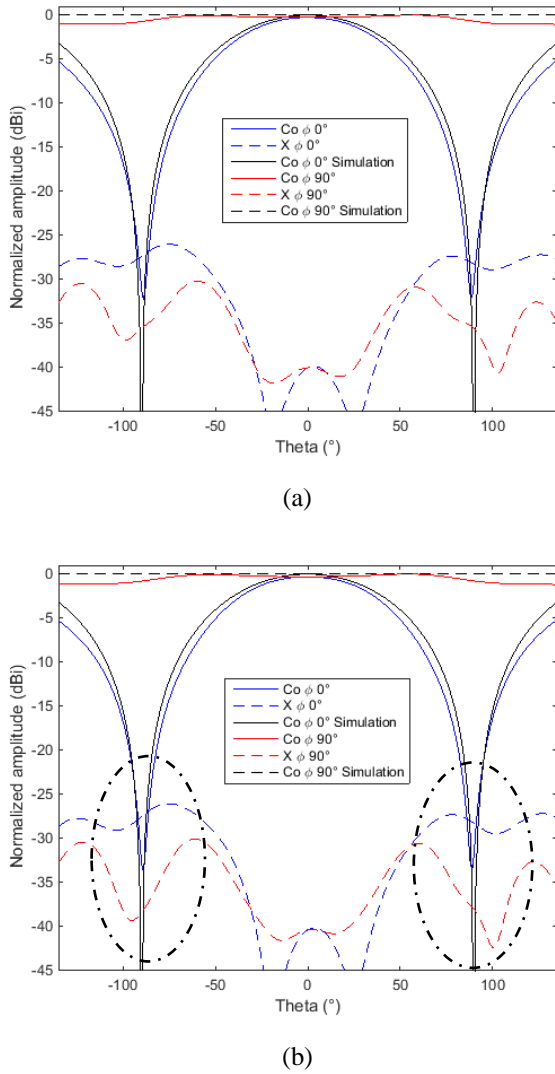 0
-5
-10
-15
-20
-25
-30
-35
-40
-45
Normalized amplitude (dBi)
Co ϕ 0°
X ϕ 0°
Co ϕ 0° Simulation
Co ϕ 90°
X ϕ 90°
Co ϕ 90° Simulation
-100
-50
0
50
100
Theta (°)
(a)
0
-5
-10
-15
-20
-25
-30
-35
-40
-45
Normalized amplitude (dBi)
Co ϕ 0°
X ϕ 0°
Co ϕ 0° Simulation
Co ϕ 90°
X ϕ 90°
Co ϕ 90° Simulation
-100
-50
0
50
100
Theta (°)
(b)